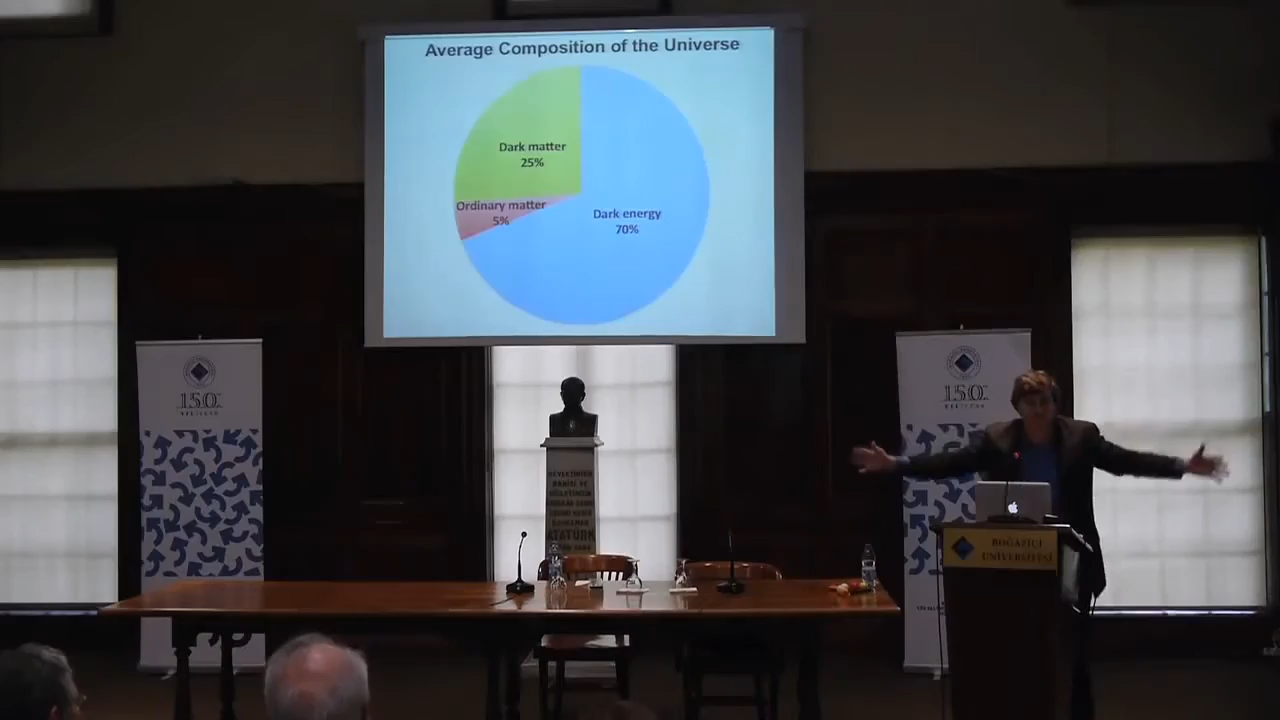 Average Composition of the Universe
Dark matter
25%
Ordinary matter
5%
Dark energy
70%
150
150
ATATÜRK
BOĞAZİÇİ
ÜNİVERSİTESİ